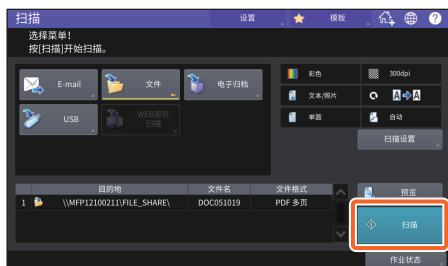 扫描
设置
模板
选择菜单！
按[扫描]开始扫描。
E-mail
文件
电子归档
USB
WEB服务
扫描
彩色
300dpi
文本/照片
A A
单面
自动
扫描设置
目的地 文件名 文件格式
1 \\MFP12100211\FILE_SHARE\ DOC051019 PDF 多页
预览
扫描
作业状态